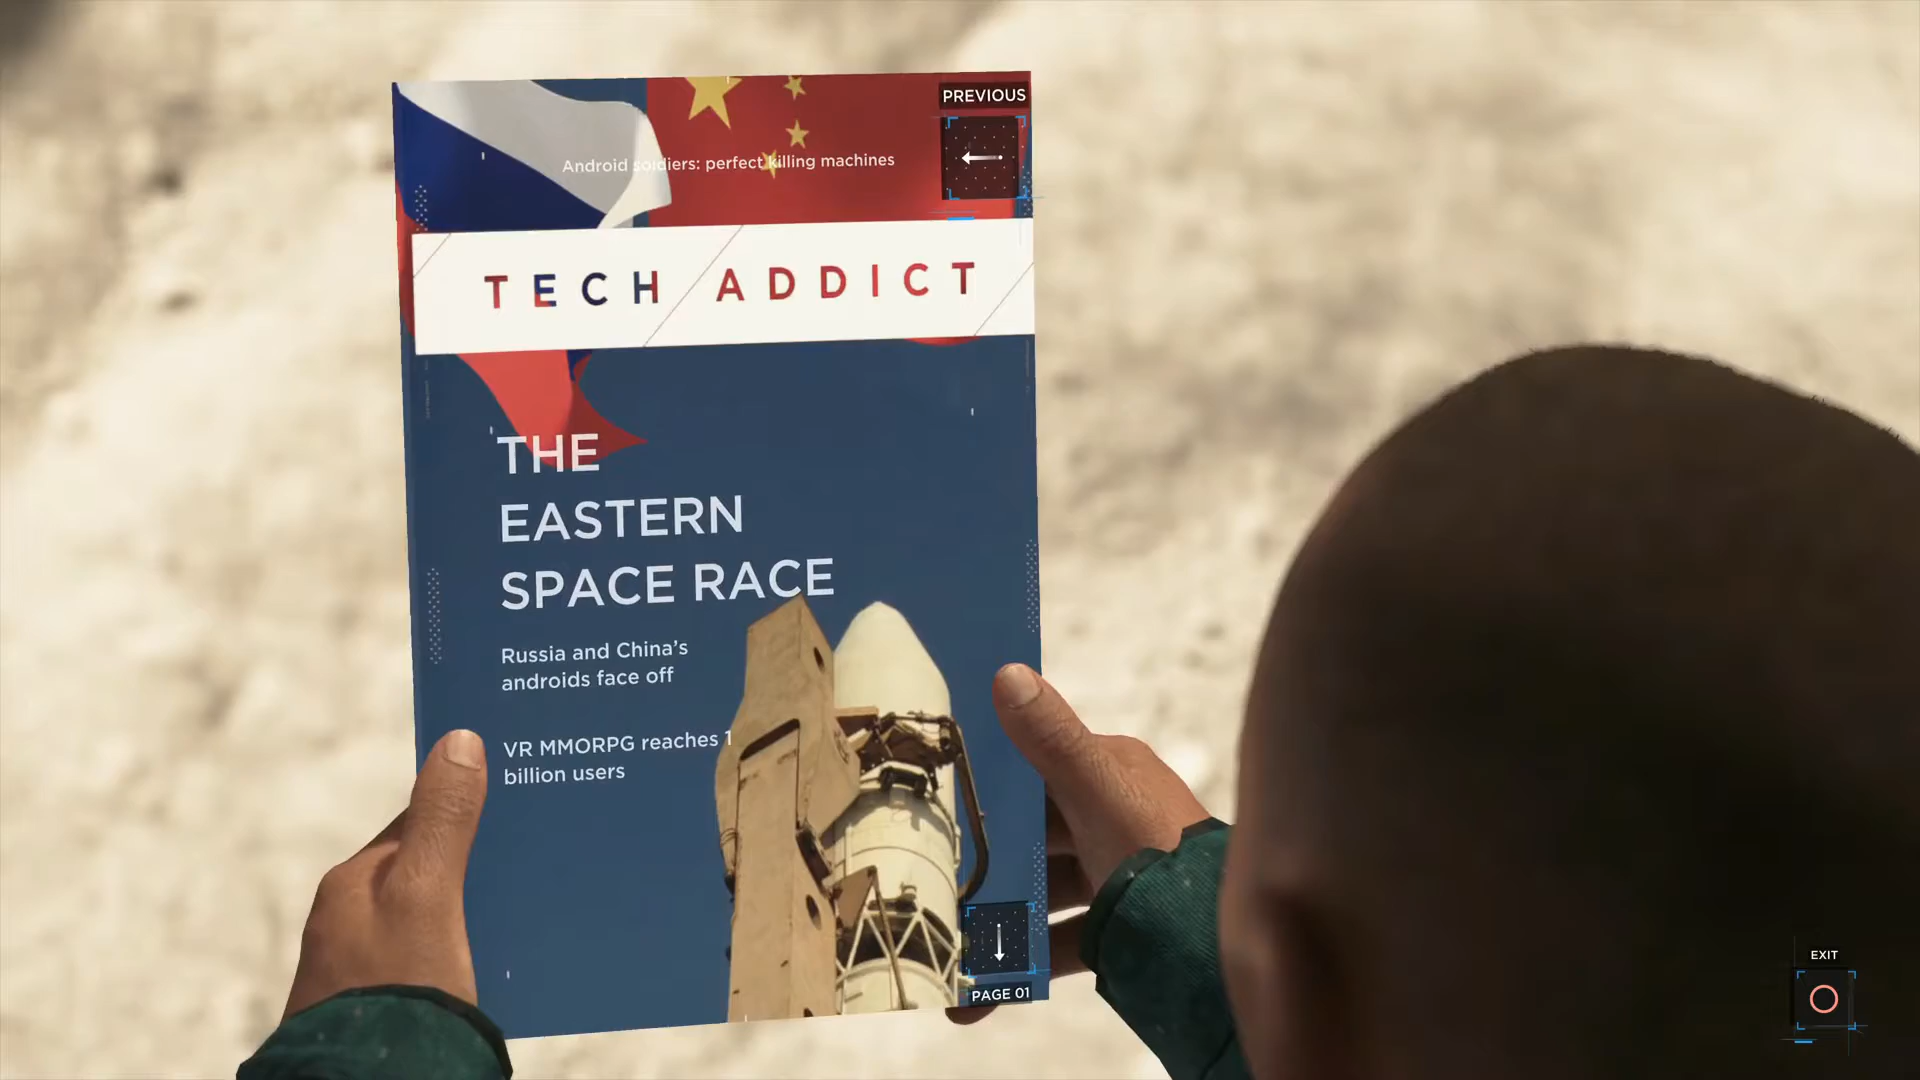 PREVIOUS
Android soldiers: perfect killing machines
TECH ADDICT
THE
EASTERN
SPACE RACE
Russia and China's
androids face off
VR MMORPG reaches 1
billion users
PAGE 01
EXIT